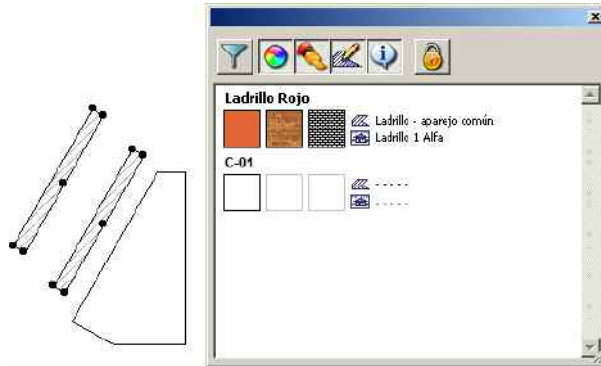 Ladrillo Rojo
Ladrillo - aparejo común
Ladrillo 1 Alfa
C-01
- - - - -
- - - - -